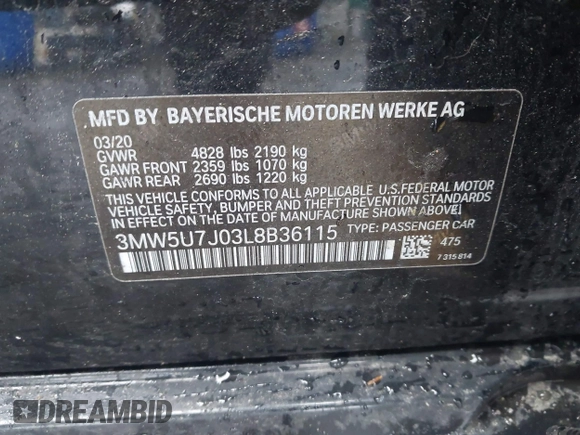 MFD BY BAYERISCHE MOTOREN WERKE AG
03/20
GVWR 4828 lbs 2190 kg
GAWR FRONT 2359 lbs 1070 kg
GAWR REAR 2690 lbs 1220 kg
THIS VEHICLE CONFORMS TO ALL APPLICABLE U.S. FEDERAL MOTOR
VEHICLE SAFETY, BUMPER AND THEFT PREVENTION STANDARDS
IN EFFECT ON THE DATE OF MANUFACTURE SHOWN ABOVE.
3MW5U7J03L8B36115 TYPE: PASSENGER CAR
475
7 315 814
DREAMBID